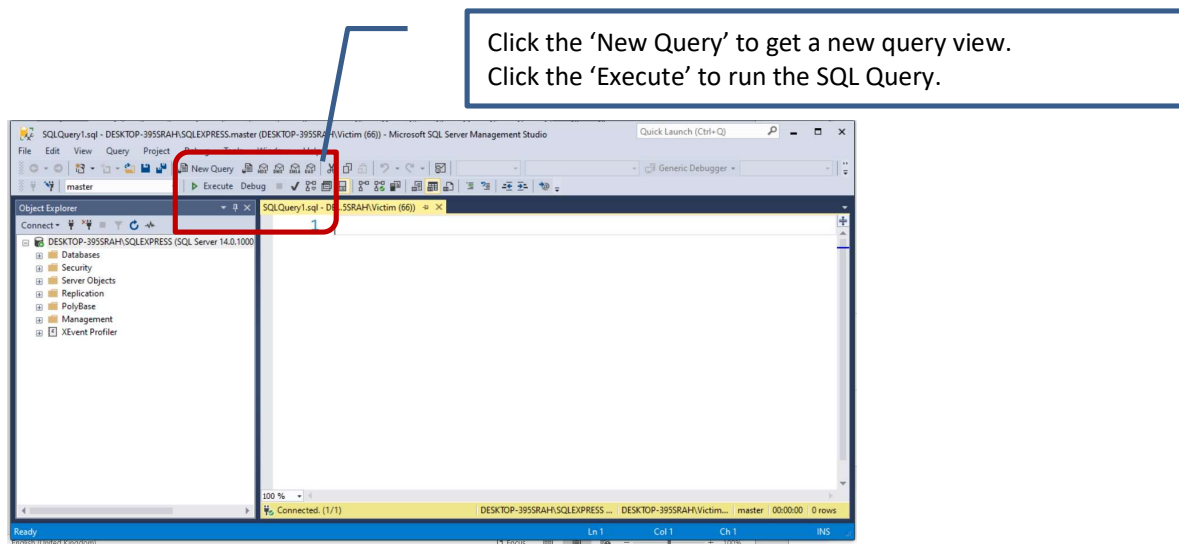 Click the ‘New Query’ to get a new query view.
Click the ‘Execute’ to run the SQL Query.
SQLQuery1.sql - DESKTOP-395SRAH\SQLEXPRESS.master (DESKTOP-395SRAH\Victim (66)) - Microsoft SQL Server Management Studio
Quick Launch (Ctrl+Q)
File Edit View Query Project
New Query
Generic Debugger
master
Execute Debug
Object Explorer
SQLQuery1.sql - DE...5SRAH\Victim (66))
Connect
1
DESKTOP-395SRAH\SQLEXPRESS (SQL Server 14.0.1000
Databases
Security
Server Objects
Replication
PolyBase
Management
XEvent Profiler
100 %
Connected. (1/1)
DESKTOP-395SRAH\SQLEXPRESS ... DESKTOP-395SRAH\Victim... master 00:00:00 0 rows
Ready
Ln 1 Col 1 Ch 1 INS